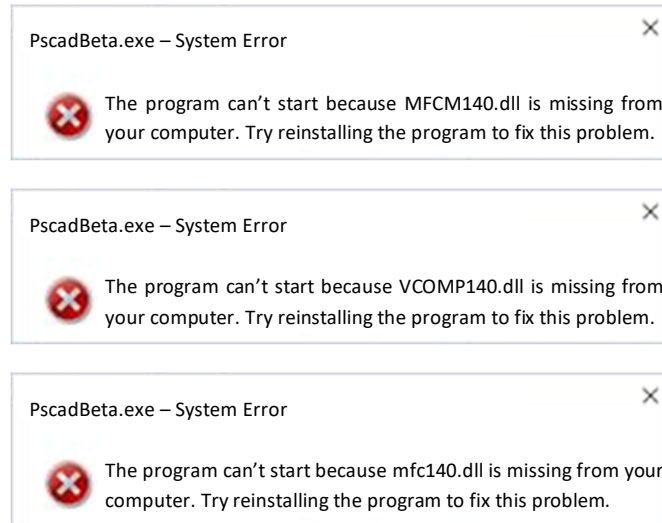 PscadBeta.exe – System Error
The program can’t start because MFCM140.dll is missing from
your computer. Try reinstalling the program to fix this problem.
PscadBeta.exe – System Error
The program can’t start because VCOMP140.dll is missing from
your computer. Try reinstalling the program to fix this problem.
PscadBeta.exe – System Error
The program can’t start because mfc140.dll is missing from your
computer. Try reinstalling the program to fix this problem.